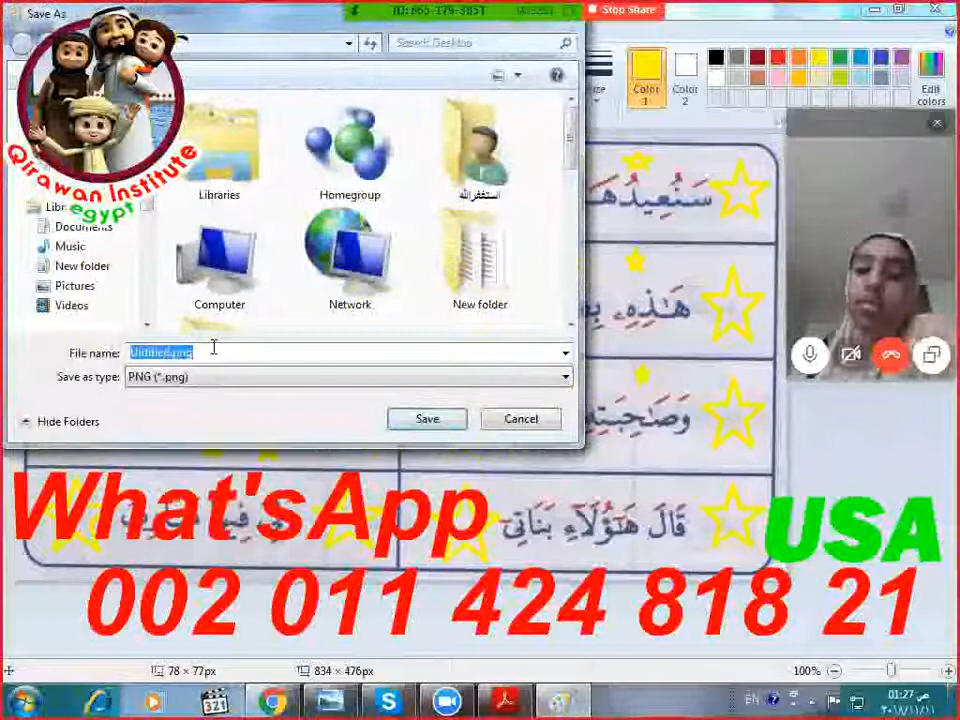 Save As
Stop Share
Search Desktop
Color 1
Color 2
Edit colors
Qirawan institute
egypt
Libraries
Homegroup
استغفرالله
Documents
Music
New folder
Pictures
Videos
Computer
Network
New folder
سَنُعِيدُهَا
هَـٰذِهِۦ
File name:
Untitled.png
Save as type:
PNG (*.png)
Hide Folders
Save
Cancel
What'sApp
قَالَ هَـٰٓؤُلَآءِ بَنَاتِىٓ
USA
002 011 424 818 21
78 × 77px
834 × 476px
100%
321
EN
01:27 ص